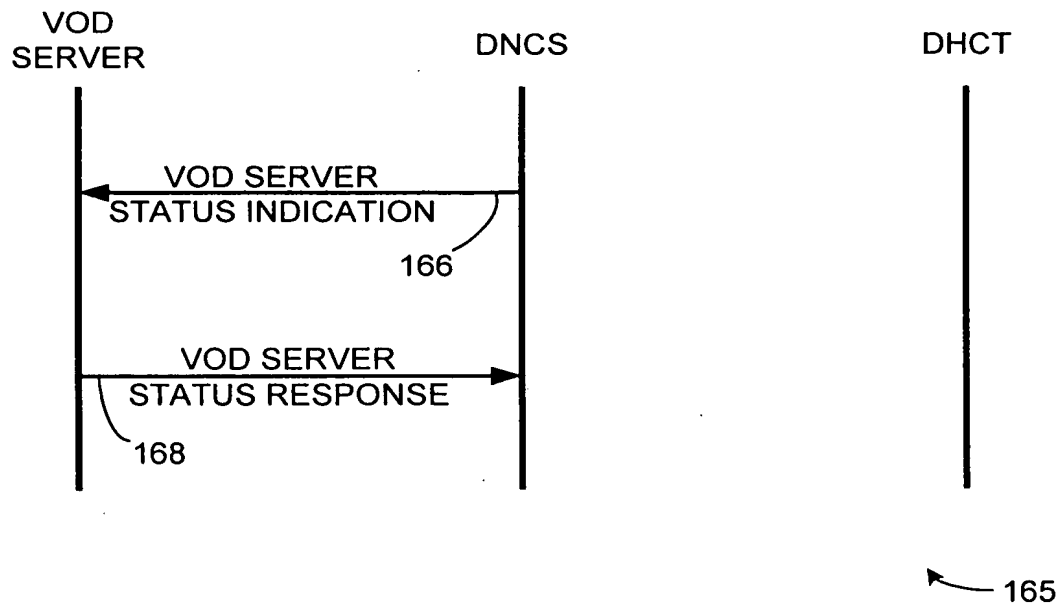 VOD
SERVER
DNCS
DHCT
VOD SERVER
STATUS INDICATION
166
VOD SERVER
STATUS RESPONSE
168
165